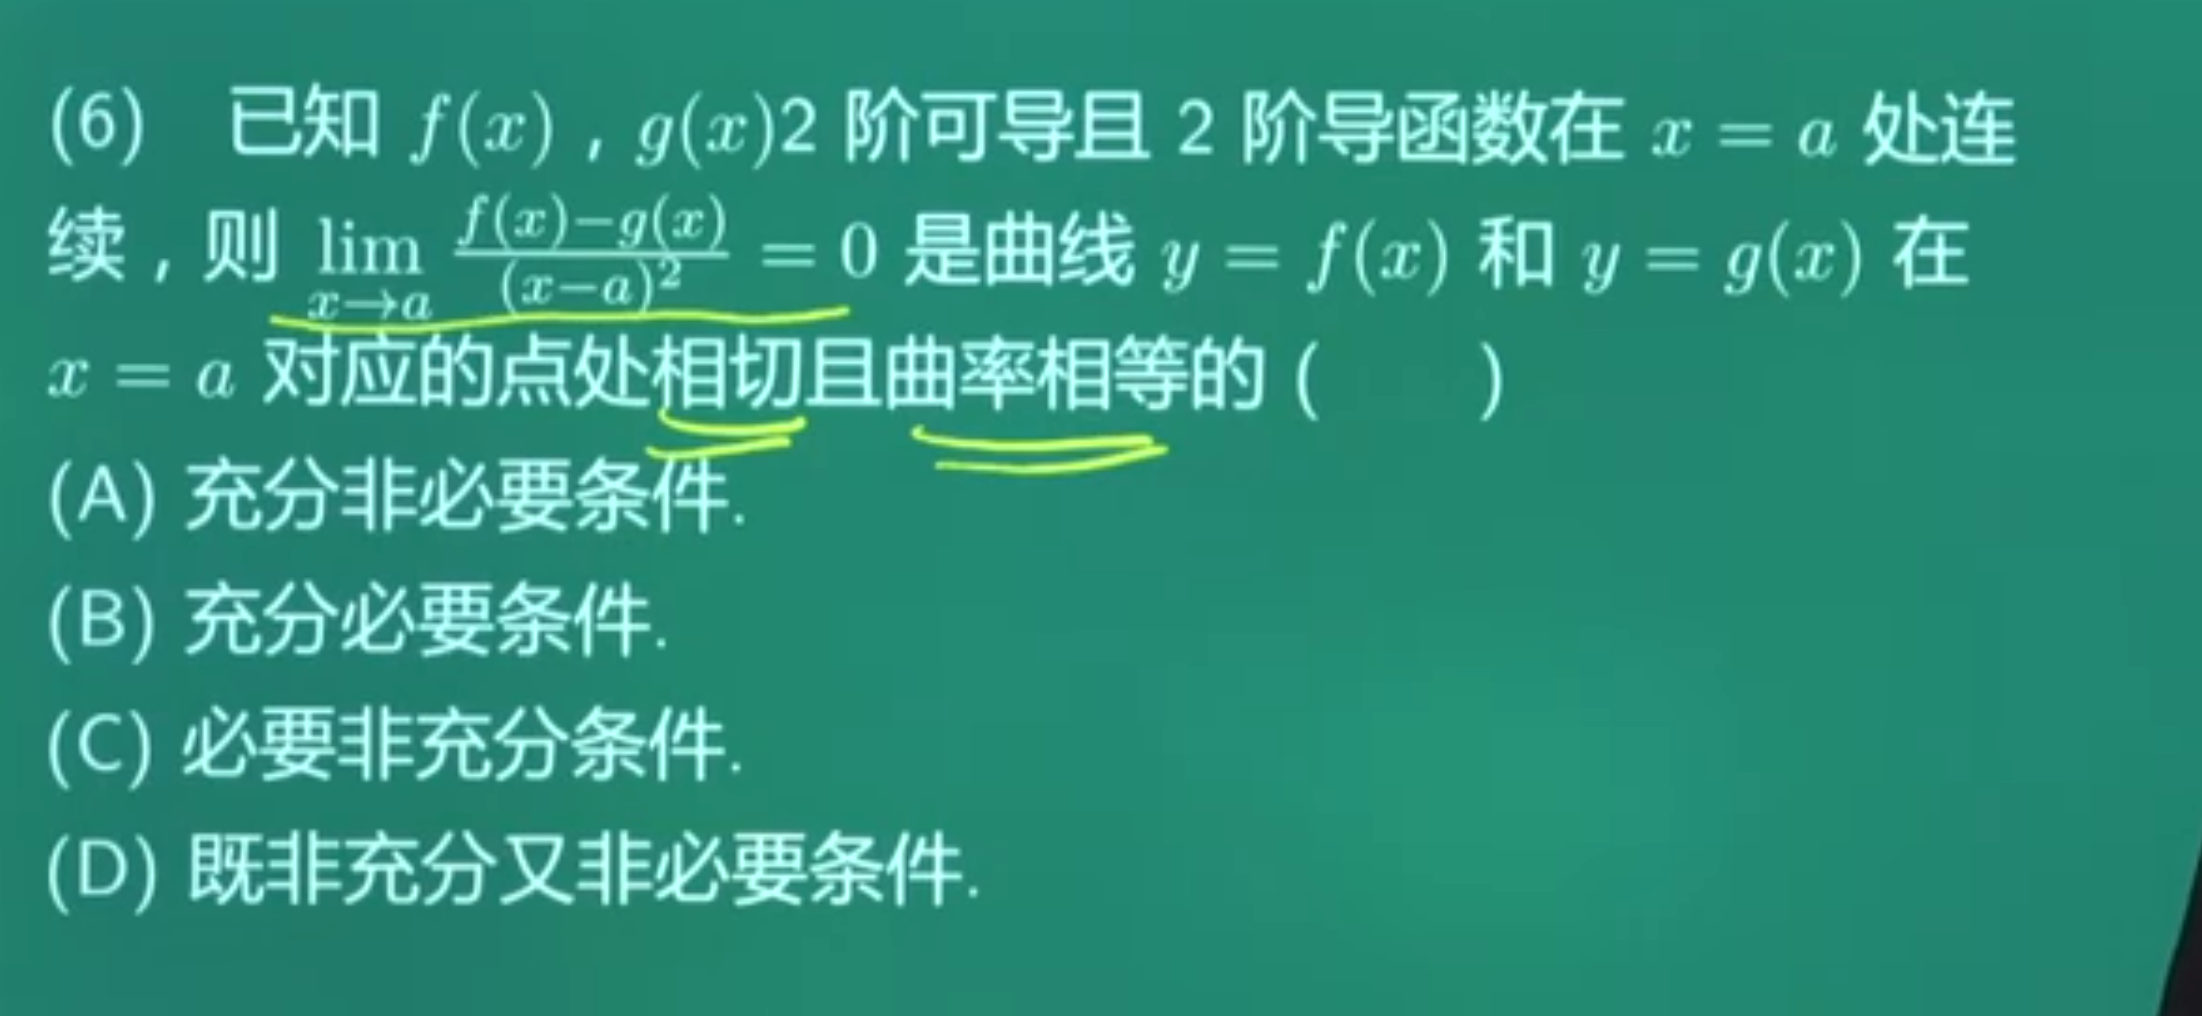 (6) 已知 f(x) , g(x)2 阶可导且 2 阶导函数在 x = a 处连
续 , 则 lim_{x→a} \frac{f(x)-g(x)}{(x-a)^2} = 0 是曲线 y = f(x) 和 y = g(x) 在
x = a 对应的点处相切且曲率相等的 ( )
(A) 充分非必要条件.
(B) 充分必要条件.
(C) 必要非充分条件.
(D) 既非充分又非必要条件.